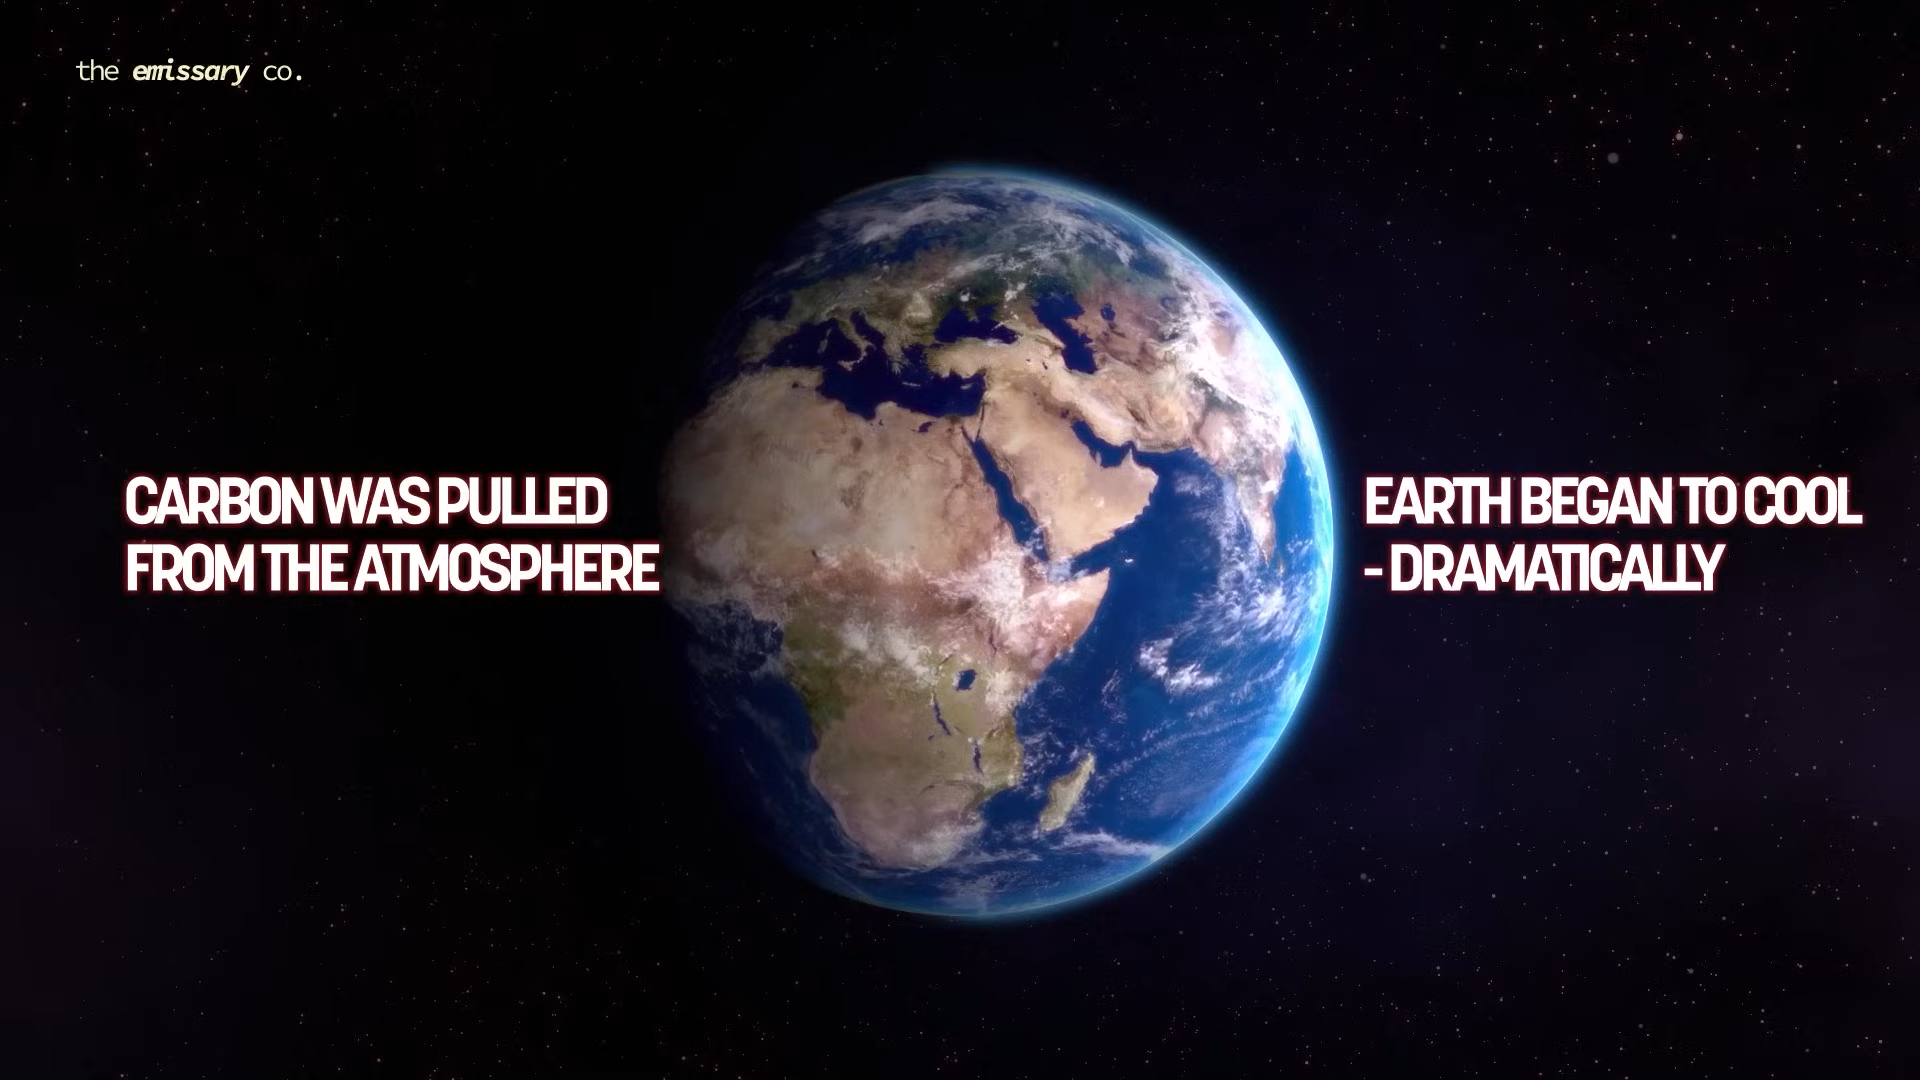 the emissary co.
CARBON WAS PULLED
FROM THE ATMOSPHERE
EARTH BEGAN TO COOL
- DRAMATICALLY